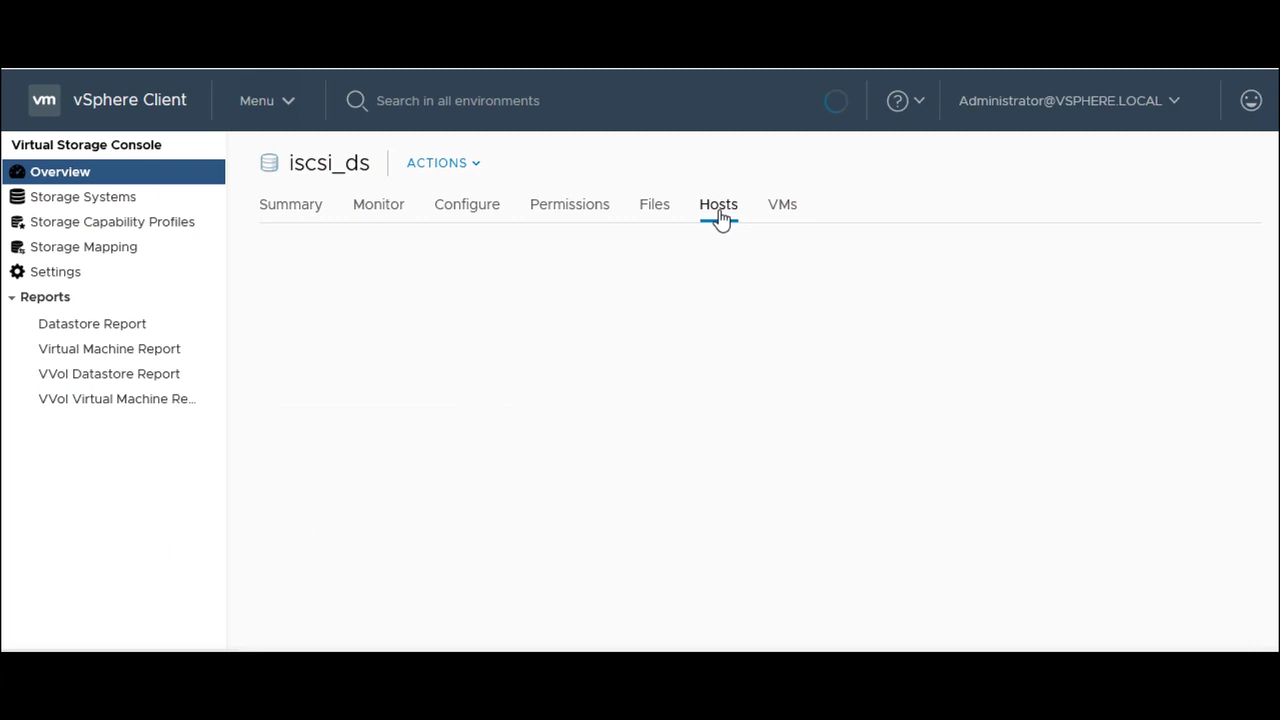 vm vSphere Client Menu Search in all environments ? Administrator@VSPHERE.LOCAL
Virtual Storage Console
Overview
Storage Systems
Storage Capability Profiles
Storage Mapping
Settings
Reports
Datastore Report
Virtual Machine Report
VVol Datastore Report
VVol Virtual Machine Re...
iscsi_ds ACTIONS
Summary Monitor Configure Permissions Files Hosts VMs